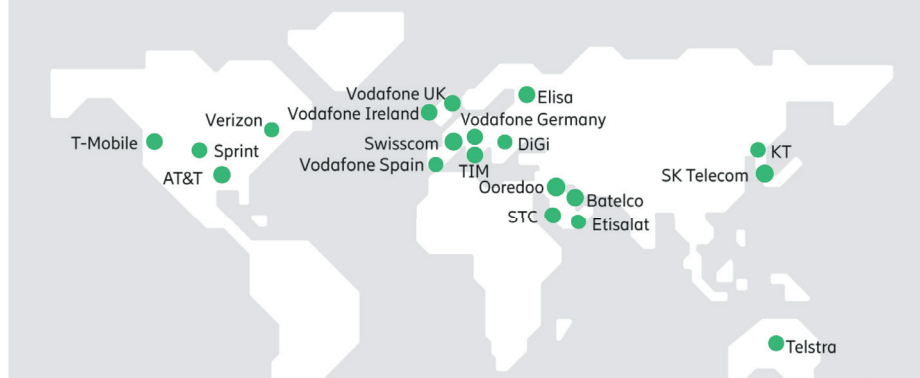 Vodafone UK
Elisa
Vodafone Ireland
Verizon
Vodafone Germany
T-Mobile
Sprint
Swisscom
DiGi
KT
Vodafone Spain
TIM
AT&T
SK Telecom
Ooredoo
Batelco
STC
Etisalat
Telstra